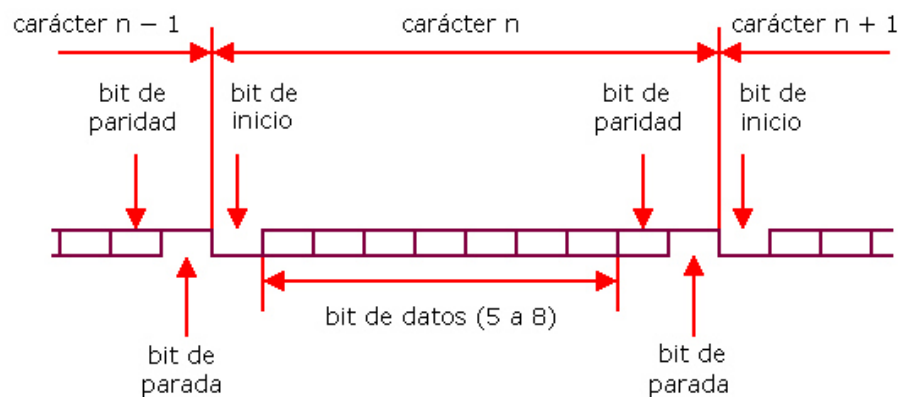 carácter n − 1
carácter n
carácter n + 1
bit de
paridad
bit de
inicio
bit de
paridad
bit de
inicio
bit de datos (5 a 8)
bit de
parada
bit de
parada